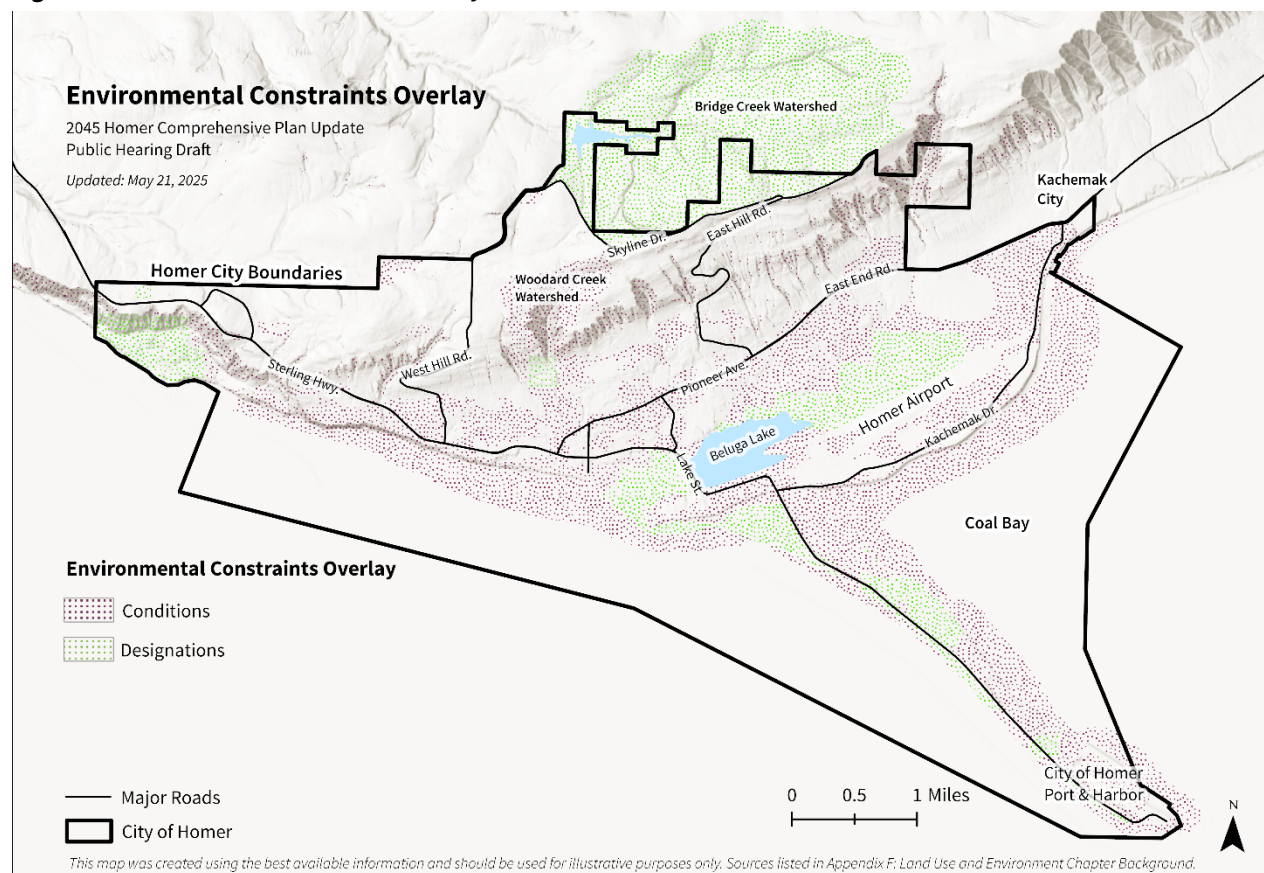 Environmental Constraints Overlay
2045 Homer Comprehensive Plan Update
Public Hearing Draft
Updated: May 21, 2025
Bridge Creek Watershed
Kachemak
City
Skyline Dr.
East Hill Rd.
Homer City Boundaries
Woodard Creek
Watershed
East End Rd.
Sterling Hwy.
West Hill Rd.
Pioneer Ave.
Homer Airport
Kachemak Dr.
Beluga Lake
Lake St.
Coal Bay
Environmental Constraints Overlay
Conditions
Designations
City of Homer
Port & Harbor
Major Roads
City of Homer
0 0.5 1 Miles
N
This map was created using the best available information and should be used for illustrative purposes only. Sources listed in Appendix F: Land Use and Environment Chapter Background.